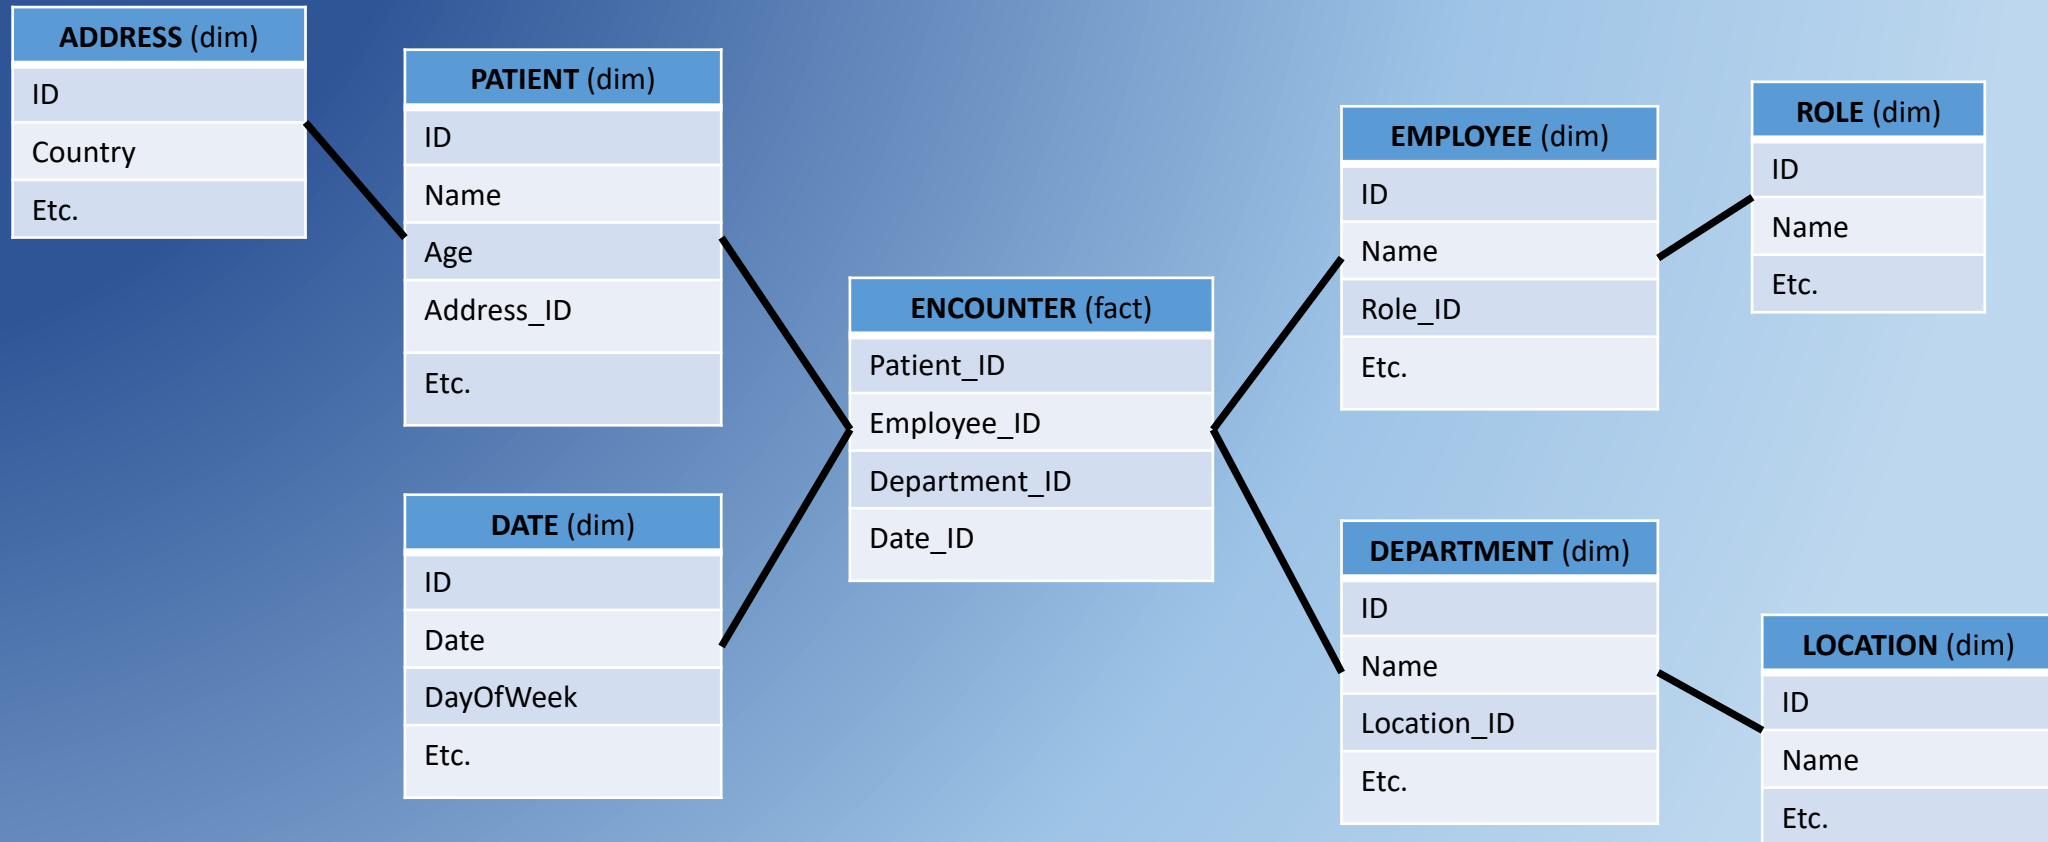 ADDRESS (dim)
ID
Country
Etc.
PATIENT (dim)
ID
Name
Age
Address_ID
Etc.
DATE (dim)
ID
Date
DayOfWeek
Etc.
ENCOUNTER (fact)
Patient_ID
Employee_ID
Department_ID
Date_ID
EMPLOYEE (dim)
ID
Name
Role_ID
Etc.
ROLE (dim)
ID
Name
Etc.
DEPARTMENT (dim)
ID
Name
Location_ID
Etc.
LOCATION (dim)
ID
Name
Etc.